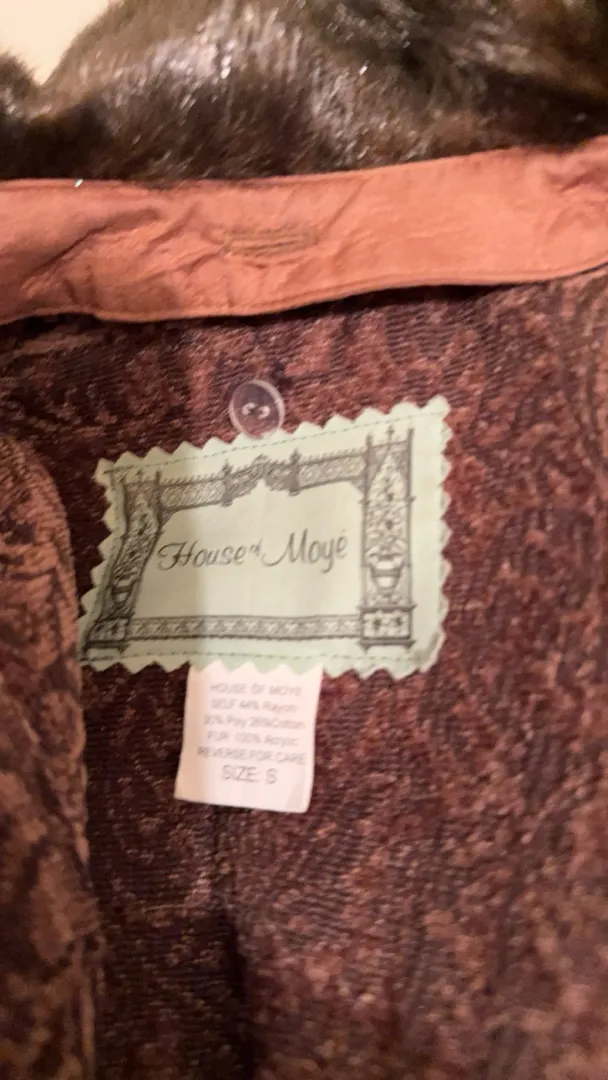 House of Moyé
HOUSE OF MOYE
SELF 44% Rayon
30% Poly 26%Cotton
FUR: 100% Acrylic
REVERSE FOR CARE
SIZE: S